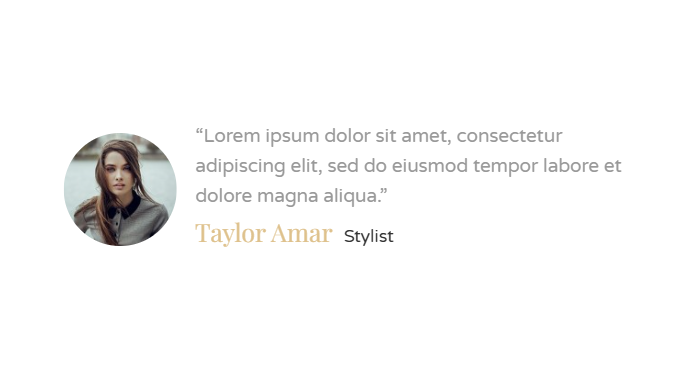 “Lorem ipsum dolor sit amet, consectetur
adipiscing elit, sed do eiusmod tempor labore et
dolore magna aliqua.”
Taylor Amar Stylist